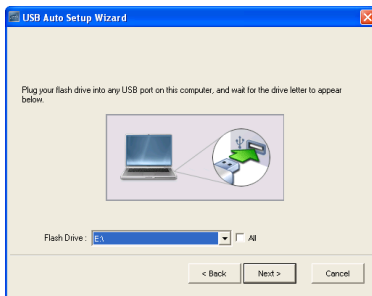 USB Auto Setup Wizard
Plug your flash drive into any USB port on this computer, and wait for the drive letter to appear
below.
Flash Drive : E:\ All
< Back Next > Cancel